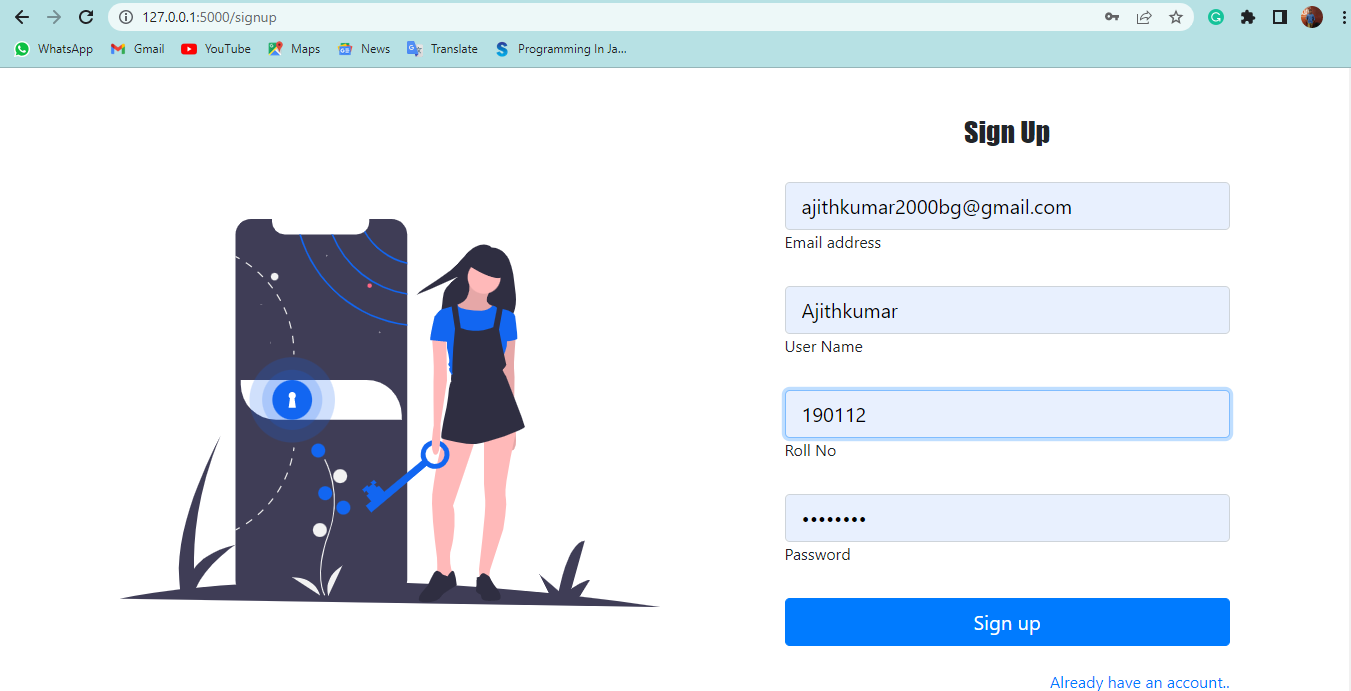 127.0.0.1:5000/signup
WhatsApp Gmail YouTube Maps News Translate Programming In Ja...
Sign Up
ajithkumar2000bg@gmail.com
Email address
Ajithkumar
User Name
190112
Roll No
••••••••
Password
Sign up
Already have an account..